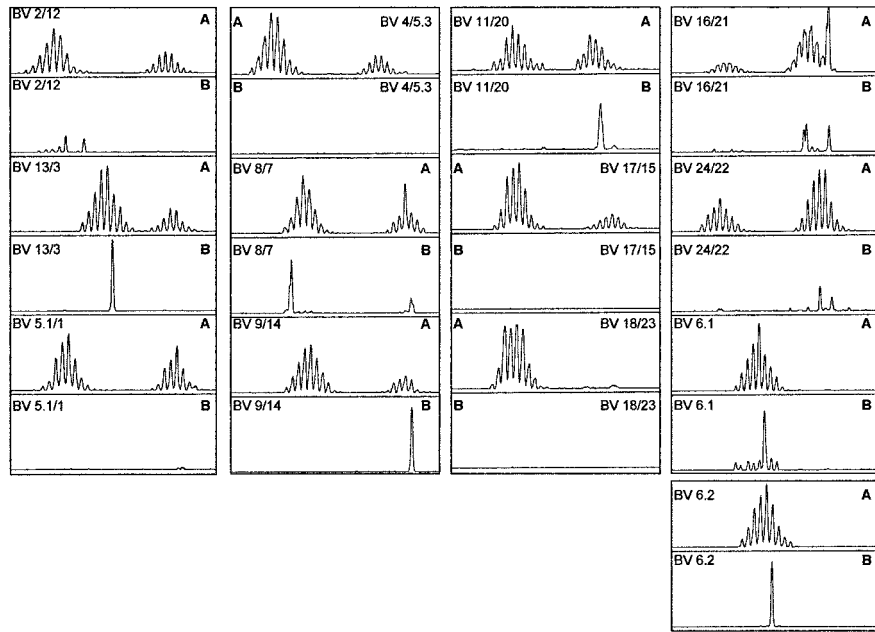 BV 2/12 A
BV 2/12 B
BV 13/3 A
BV 13/3 B
BV 5.1/1 A
BV 5.1/1 B
A BV 4/5.3
B BV 4/5.3
BV 8/7 A
BV 8/7 B
BV 9/14 A
BV 9/14 B
BV 11/20 A
BV 11/20 B
A BV 17/15
B BV 17/15
A BV 18/23
B BV 18/23
BV 16/21 A
BV 16/21 B
BV 24/22 A
BV 24/22 B
BV 6.1 A
BV 6.1 B
BV 6.2 A
BV 6.2 B